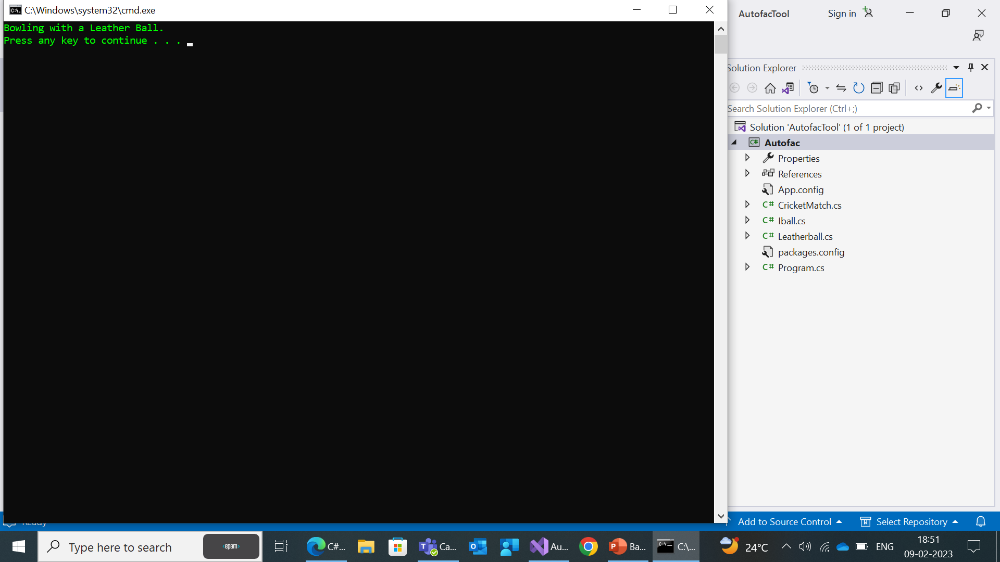 C:\Windows\system32\cmd.exe
Bowling with a Leather Ball.
Press any key to continue . . .
AutofacTool
Sign in
Solution Explorer
Search Solution Explorer (Ctrl+;)
Solution 'AutofacTool' (1 of 1 project)
C# Autofac
Properties
References
App.config
C# CricketMatch.cs
C# Iball.cs
C# Leatherball.cs
packages.config
C# Program.cs
Ready
Add to Source Control
Select Repository
Type here to search
<epam>
C#...
Ca...
Au...
Ba...
C:\...
24°C
ENG
18:51
09-02-2023